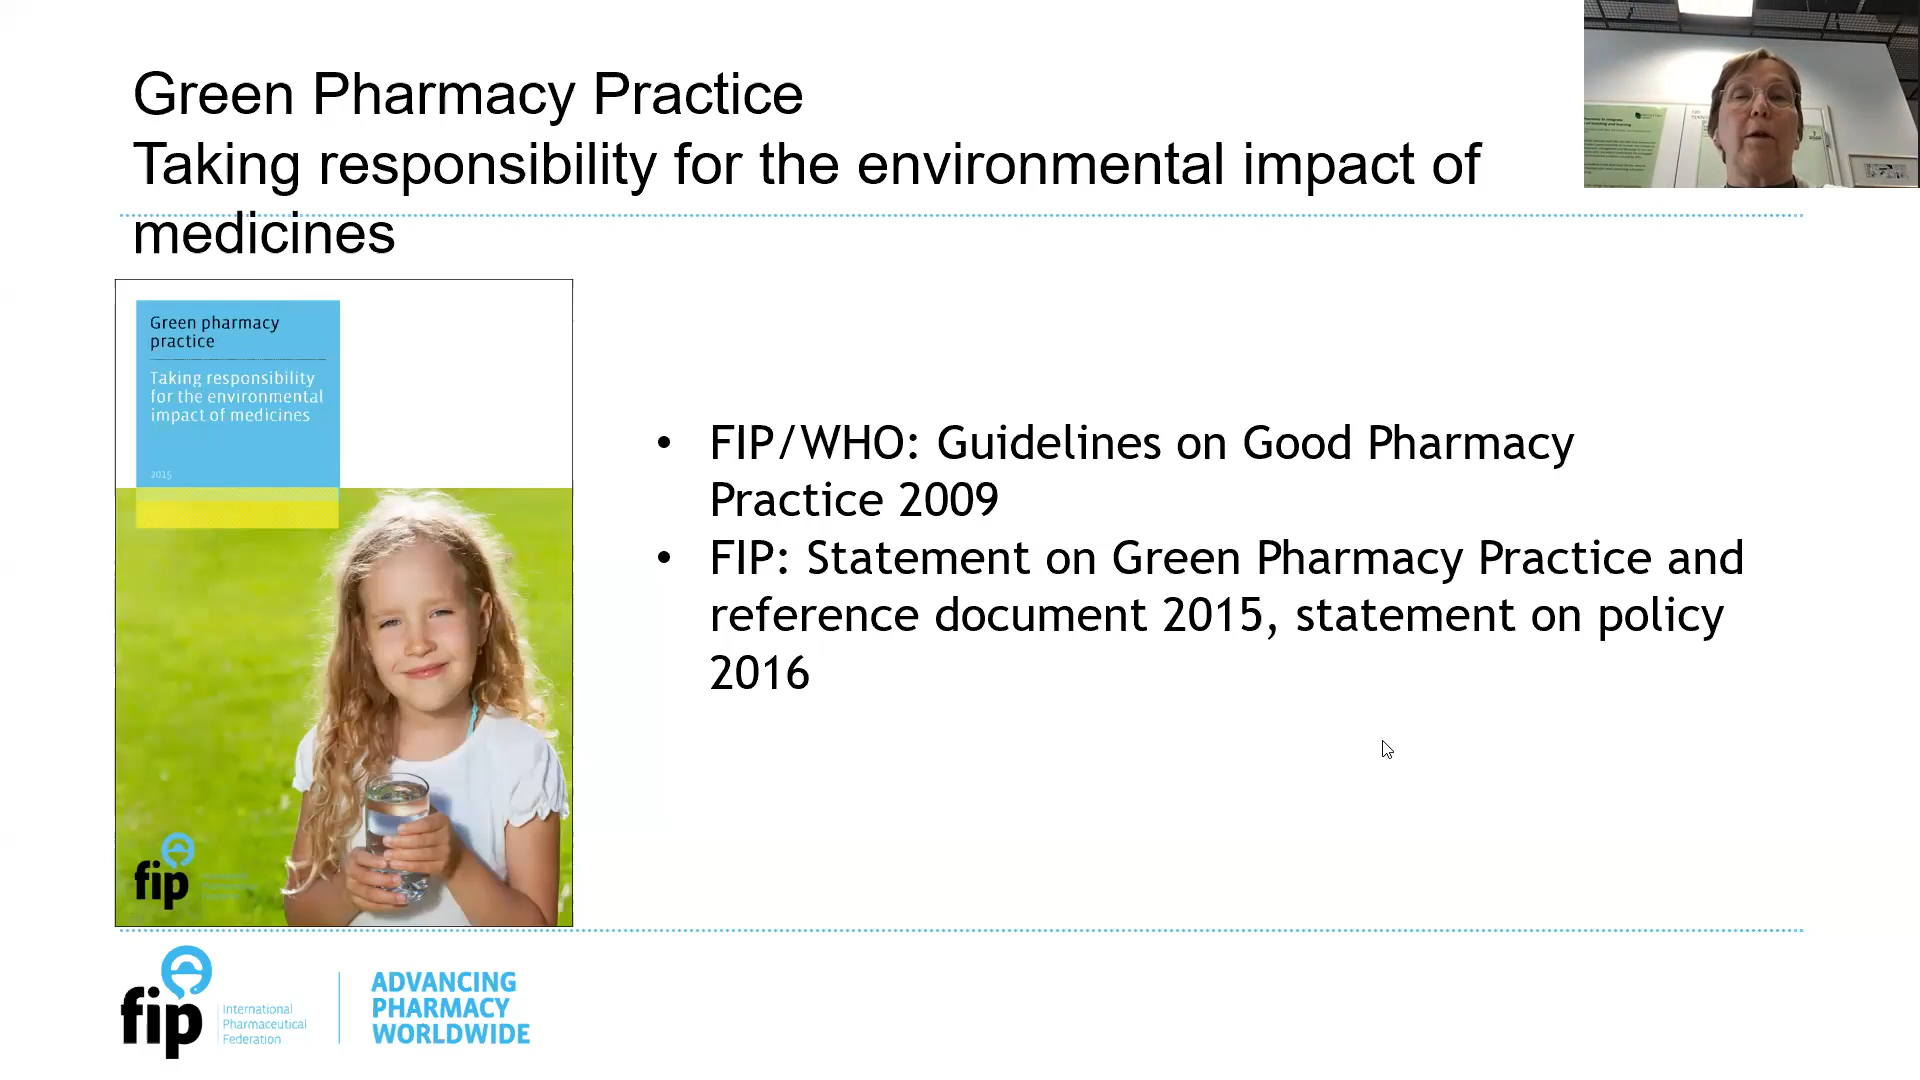 Green Pharmacy Practice
Taking responsibility for the environmental impact of
medicines
Green pharmacy
practice
Taking responsibility
for the environmental
impact of medicines
2015
fip
• FIP/WHO: Guidelines on Good Pharmacy
Practice 2009
• FIP: Statement on Green Pharmacy Practice and
reference document 2015, statement on policy
2016
fip
International
Pharmaceutical
Federation
ADVANCING
PHARMACY
WORLDWIDE